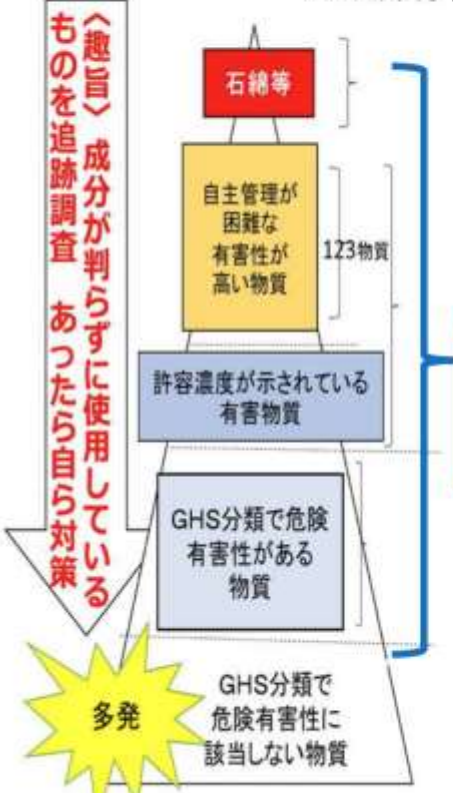 〈趣旨〉 成分が判らずに使用している
ものを追跡調査 あったら自ら対策
石綿等
自主管理が
困難な
有害性が
高い物質
123物質
許容濃度が示されている
有害物質
GHS分類で危険
有害性がある
物質
多発
GHS分類で
危険有害性に
該当しない物質